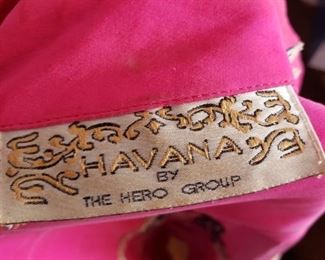 HAVANA
BY
THE HERO GROUP